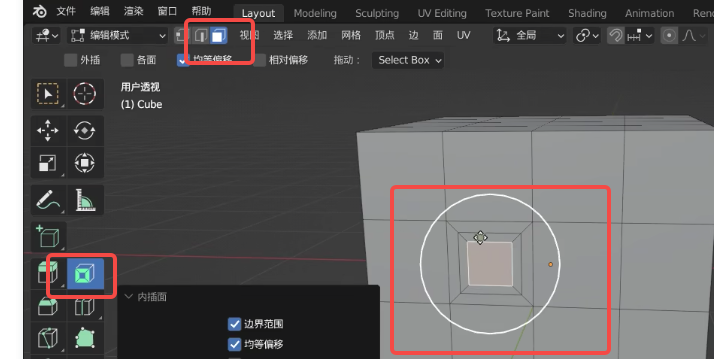 文件 编辑 渲染 窗口 帮助 Layout Modeling Sculpting UV Editing Texture Paint Shading Animation
编辑模式 视图 选择 添加 网格 顶点 边 面 UV 全局
外插 各面 均等偏移 相对偏移 拖动: Select Box
用户透视
(1) Cube
内插面
边界范围
均等偏移